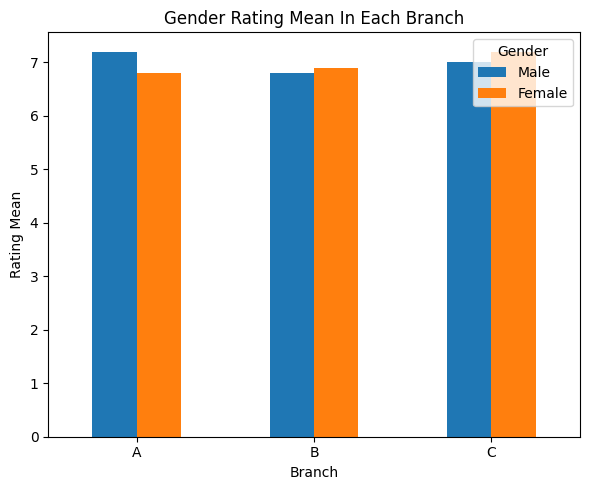 Gender Rating Mean In Each Branch
Gender
Male
Female
Rating Mean
7
6
5
4
3
2
1
0
A
B
C
Branch